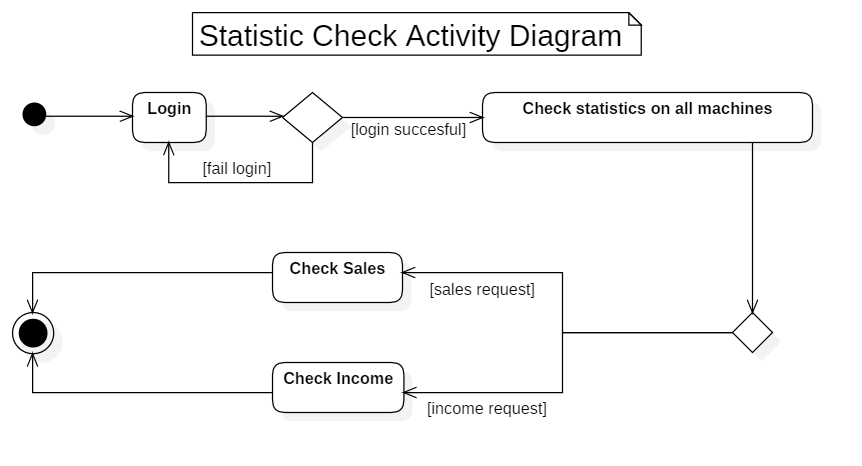 Statistic Check Activity Diagram
Login
Check statistics on all machines
[login succesful]
[fail login]
Check Sales
[sales request]
Check Income
[income request]